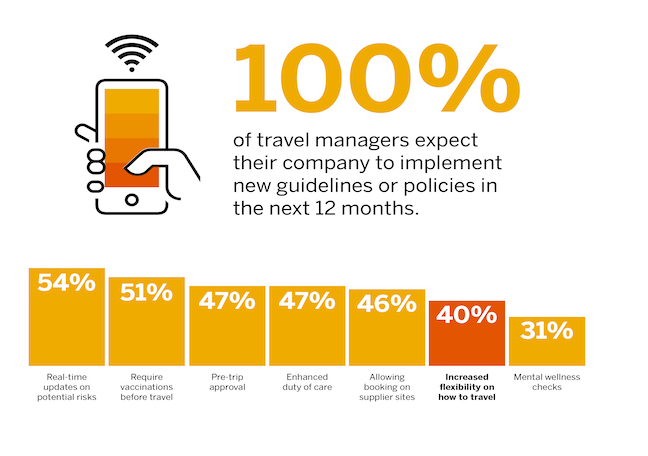 100%
of travel managers expect
their company to implement
new guidelines or policies in
the next 12 months.
54%
51%
47%
47%
46%
40%
31%
Real-time
updates on
potential risks
Require
vaccinations
before travel
Pre-trip
approval
Enhanced
duty of care
Allowing
booking on
supplier sites
Increased
flexibility on
how to travel
Mental wellness
checks